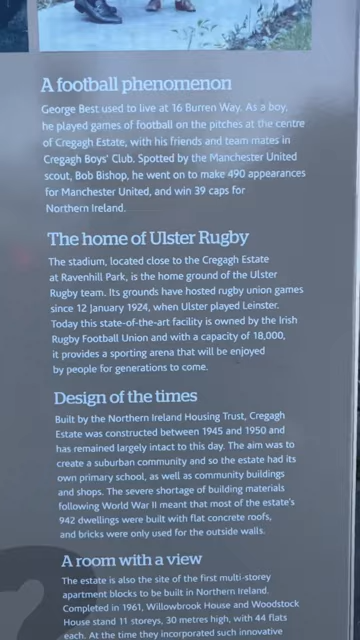 A football phenomenon
George Best used to live at 16 Burren Way. As a boy,
he played games of football on the pitches at the centre
of Cregagh Estate, with his friends and team mates in
Cregagh Boys' Club. Spotted by the Manchester United
scout, Bob Bishop, he went on to make 490 appearances
for Manchester United, and win 39 caps for
Northern Ireland.
The home of Ulster Rugby
The stadium, located close to the Cregagh Estate
at Ravenhill Park, is the home ground of the Ulster
Rugby team. Its grounds have hosted rugby union games
since 12 January 1924, when Ulster played Leinster.
Today this state-of-the-art facility is owned by the Irish
Rugby Football Union and with a capacity of 18,000,
it provides a sporting arena that will be enjoyed
by people for generations to come.
Design of the times
Built by the Northern Ireland Housing Trust, Cregagh
Estate was constructed between 1945 and 1950 and
has remained largely intact to this day. The aim was to
create a suburban community and so the estate had its
own primary school, as well as community buildings
and shops. The severe shortage of building materials
following World War II meant that most of the estate's
942 dwellings were built with flat concrete roofs,
and bricks were only used for the outside walls.
A room with a view
The estate is also the site of the first multi-storey
apartment blocks to be built in Northern Ireland.
Completed in 1961, Willowbrook House and Woodstock
House stand 11 storeys, 30 metres high, with 44 flats
each. At the time they incorporated such innovative